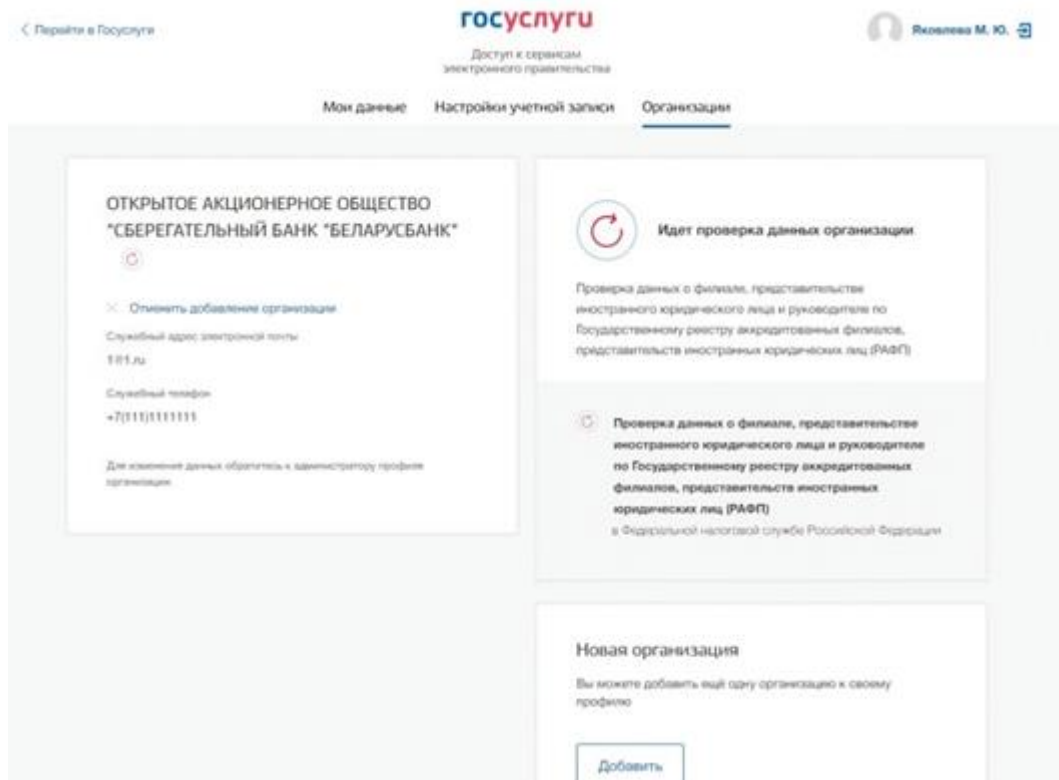 Перейти в Госуслуги
госуслуги
Яковлева М. Ю.
Доступ к сервисам
электронного правительства
Мои данные Настройки учетной записи Организации
ОТКРЫТОЕ АКЦИОНЕРНОЕ ОБЩЕСТВО
"СБЕРЕГАТЕЛЬНЫЙ БАНК "БЕЛАРУСБАНК"
Отменить добавление организации
Служебный адрес электронной почты
1@1.ru
Служебный телефон
+7(111)1111111
Для изменения данных обратитесь к администратору профиля
организации
Идет проверка данных организации
Проверка данных о филиале, представительстве
иностранного юридического лица и руководителе по
Государственному реестру аккредитованных филиалов,
представительств иностранных юридических лиц (РАФП)
Проверка данных о филиале, представительстве
иностранного юридического лица и руководителе
по Государственному реестру аккредитованных
филиалов, представительств иностранных
юридических лиц (РАФП)
в Федеральной налоговой службе Российской Федерации
Новая организация
Вы можете добавить ещё одну организацию к своему
профилю
Добавить